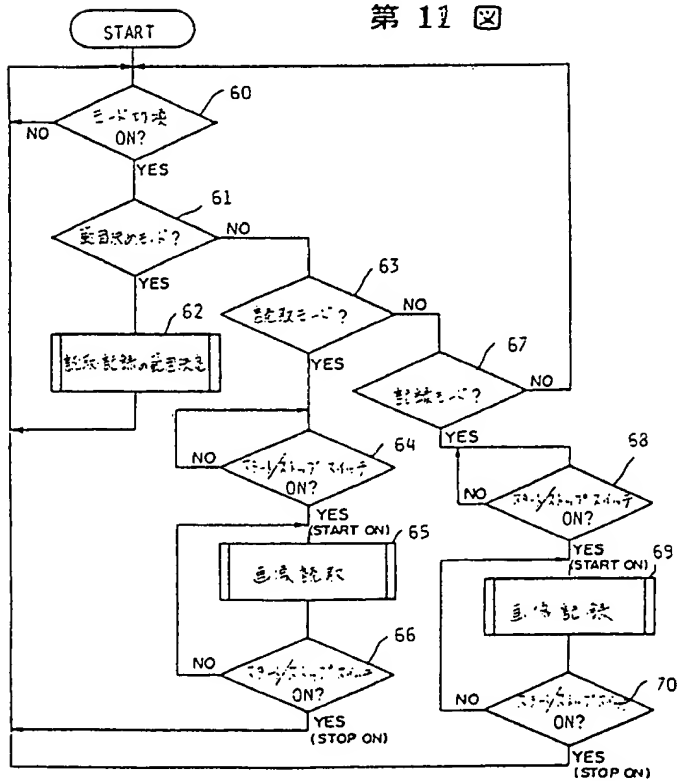 第 11 図
START
60
モード切換
ON?
NO
YES
61
範囲決めモード?
NO
YES
62
読取・記録の範囲決定
63
読取モード?
NO
YES
67
記録モード?
NO
YES
64
スタート/ストップ スイッチ
ON?
NO
YES
(START ON)
65
画像読取
66
スタート/ストップ スイッチ
ON?
NO
YES
(STOP ON)
68
スタート/ストップ スイッチ
ON?
NO
YES
(START ON)
69
画像記録
70
スタート/ストップ スイッチ
ON?
NO
YES
(STOP ON)